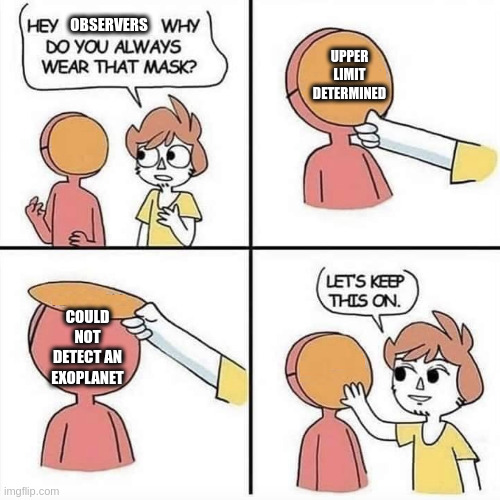 HEY OBSERVERS WHY
DO YOU ALWAYS
WEAR THAT MASK?
UPPER
LIMIT
DETERMINED
COULD
NOT
DETECT AN
EXOPLANET
LET'S KEEP
THIS ON.
imgflip.com